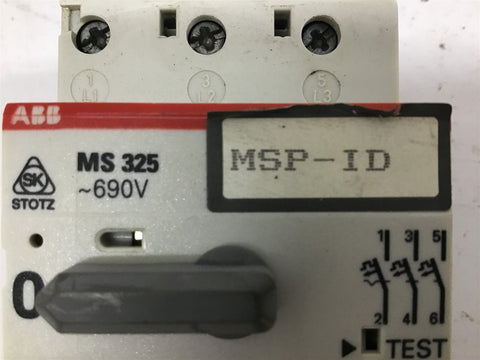 1 3 5
L1 L2 L3
ABB
MS 325
~690V
MSP-ID
SK
STOTZ
0
1 3 5
2 4 6
TEST